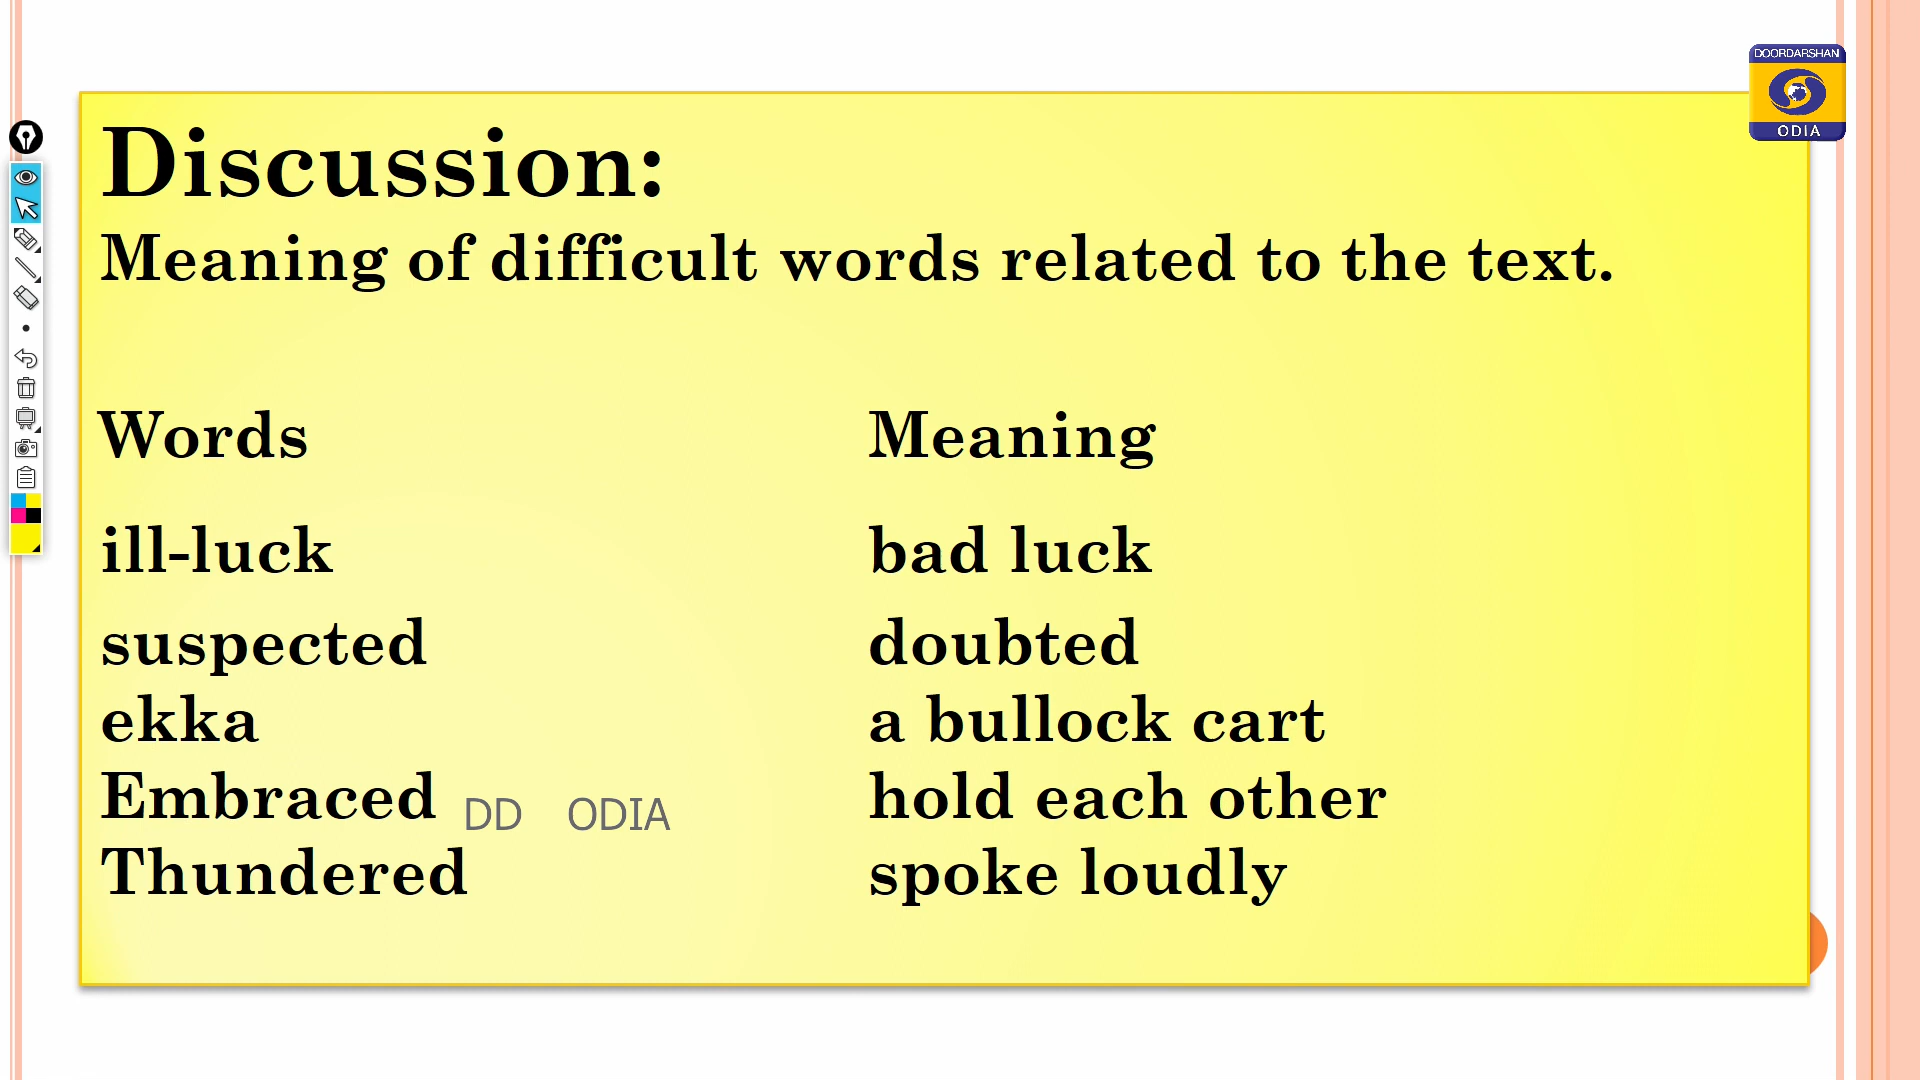 DOORDARSHAN
ODIA
Discussion:
Meaning of difficult words related to the text.
Words Meaning
ill-luck bad luck
suspected doubted
ekka a bullock cart
Embraced hold each other
DD ODIA
Thundered spoke loudly